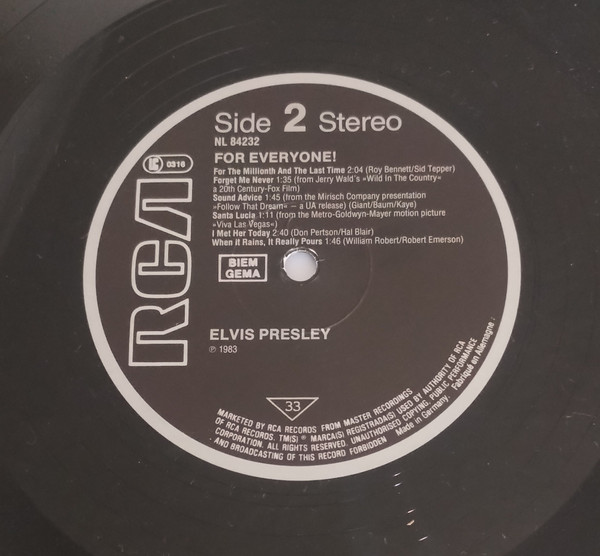 Side 2 Stereo
NL 84232
FOR EVERYONE!
0316
For The Millionth And The Last Time 2:04 (Roy Bennett/Sid Tepper)
Forget Me Never 1:35 (from Jerry Wald's »Wild In The Country«
a 20th Century-Fox Film)
Sound Advice 1:45 (from the Mirisch Company presentation
»Follow That Dream« – a UA release) (Giant/Baum/Kaye)
Santa Lucia 1:11 (from the Metro-Goldwyn-Mayer motion picture
»Viva Las Vegas«)
I Met Her Today 2:40 (Don Pertson/Hal Blair)
When it Rains, It Really Pours 1:46 (William Robert/Robert Emerson)
RCA
BIEM
GEMA
ELVIS PRESLEY
℗ 1983
33
MARKETED BY RCA RECORDS FROM MASTER RECORDINGS
OF RCA RECORDS. TM(S) ® MARCA(S) REGISTRADA(S) USED BY AUTHORITY OF RCA
CORPORATION. ALL RIGHTS RESERVED. UNAUTHORISED COPYING, PUBLIC PERFORMANCE
AND BROADCASTING OF THIS RECORD FORBIDDEN Made in Germany. Fabriqué en Allemagne